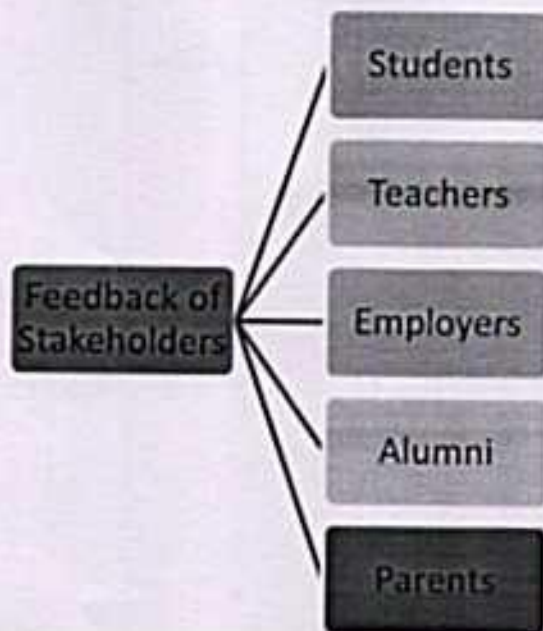 Feedback of
Stakeholders
Students
Teachers
Employers
Alumni
Parents